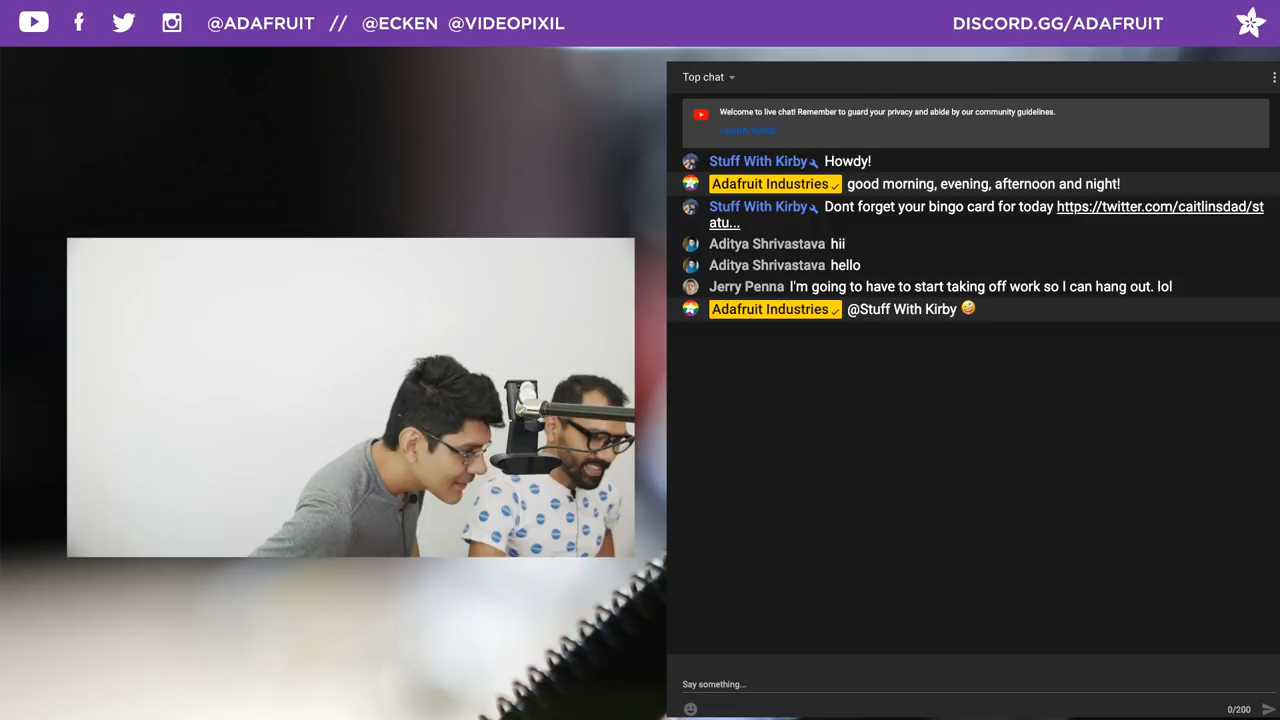 @ADAFRUIT // @ECKEN @VIDEOPIXIL
DISCORD.GG/ADAFRUIT
Top chat
Welcome to live chat! Remember to guard your privacy and abide by our community guidelines.
LEARN MORE
Stuff With Kirby Howdy!
Adafruit Industries good morning, evening, afternoon and night!
Stuff With Kirby Dont forget your bingo card for today https://twitter.com/caitlinsdad/st
atu...
Aditya Shrivastava hii
Aditya Shrivastava hello
Jerry Penna I'm going to have to start taking off work so I can hang out. lol
Adafruit Industries @Stuff With Kirby 🤪
Say something...
0/200